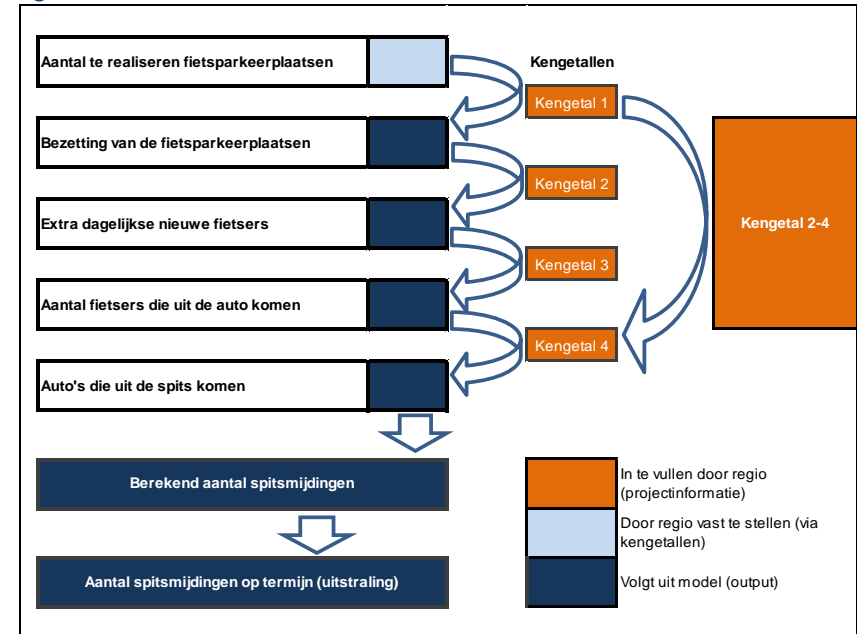 Aantal te realiseren fietsparkeerplaatsen
Kengetallen
Kengetal 1
Bezetting van de fietsparkeerplaatsen
Kengetal 2
Extra dagelijkse nieuwe fietsers
Kengetal 2-4
Kengetal 3
Aantal fietsers die uit de auto komen
Kengetal 4
Auto's die uit de spits komen
Berekend aantal spitsmijdingen
In te vullen door regio
(projectinformatie)
Door regio vast te stellen (via
kengetallen)
Aantal spitsmijdingen op termijn (uitstraling)
Volgt uit model (output)